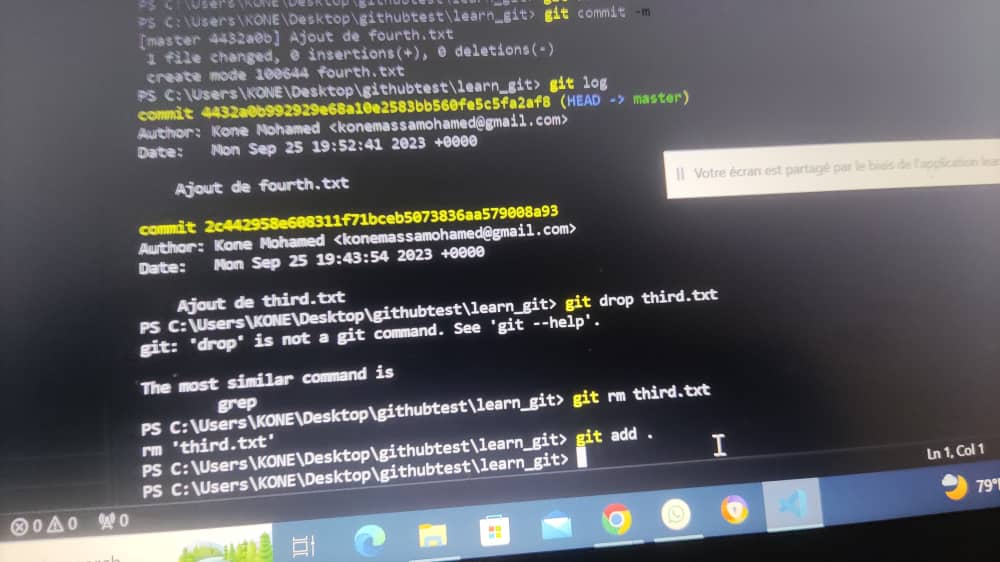 PS C:\Users\KONE\Desktop\githubtest\learn_git>
PS C:\Users\KONE\Desktop\githubtest\learn_git> git commit -m
[master 4432a0b] Ajout de fourth.txt
1 file changed, 0 insertions(+), 0 deletions(-)
create mode 100644 fourth.txt
PS C:\Users\KONE\Desktop\githubtest\learn_git> git log
commit 4432a0b992929e68a10e2583bb560fe5c5fa2af8 (HEAD -> master)
Author: Kone Mohamed <konemassamohamed@gmail.com>
Date: Mon Sep 25 19:52:41 2023 +0000
Votre écran est partagé par le biais de l'application
Ajout de fourth.txt
commit 2c442958e608311f71bceb5073836aa579008a93
Author: Kone Mohamed <konemassamohamed@gmail.com>
Date: Mon Sep 25 19:43:54 2023 +0000
Ajout de third.txt
PS C:\Users\KONE\Desktop\githubtest\learn_git> git drop third.txt
git: 'drop' is not a git command. See 'git --help'.
The most similar command is
grep
PS C:\Users\KONE\Desktop\githubtest\learn_git> git rm third.txt
rm 'third.txt'
PS C:\Users\KONE\Desktop\githubtest\learn_git> git add .
PS C:\Users\KONE\Desktop\githubtest\learn_git>
Ln 1, Col 1
0 0 0
79°